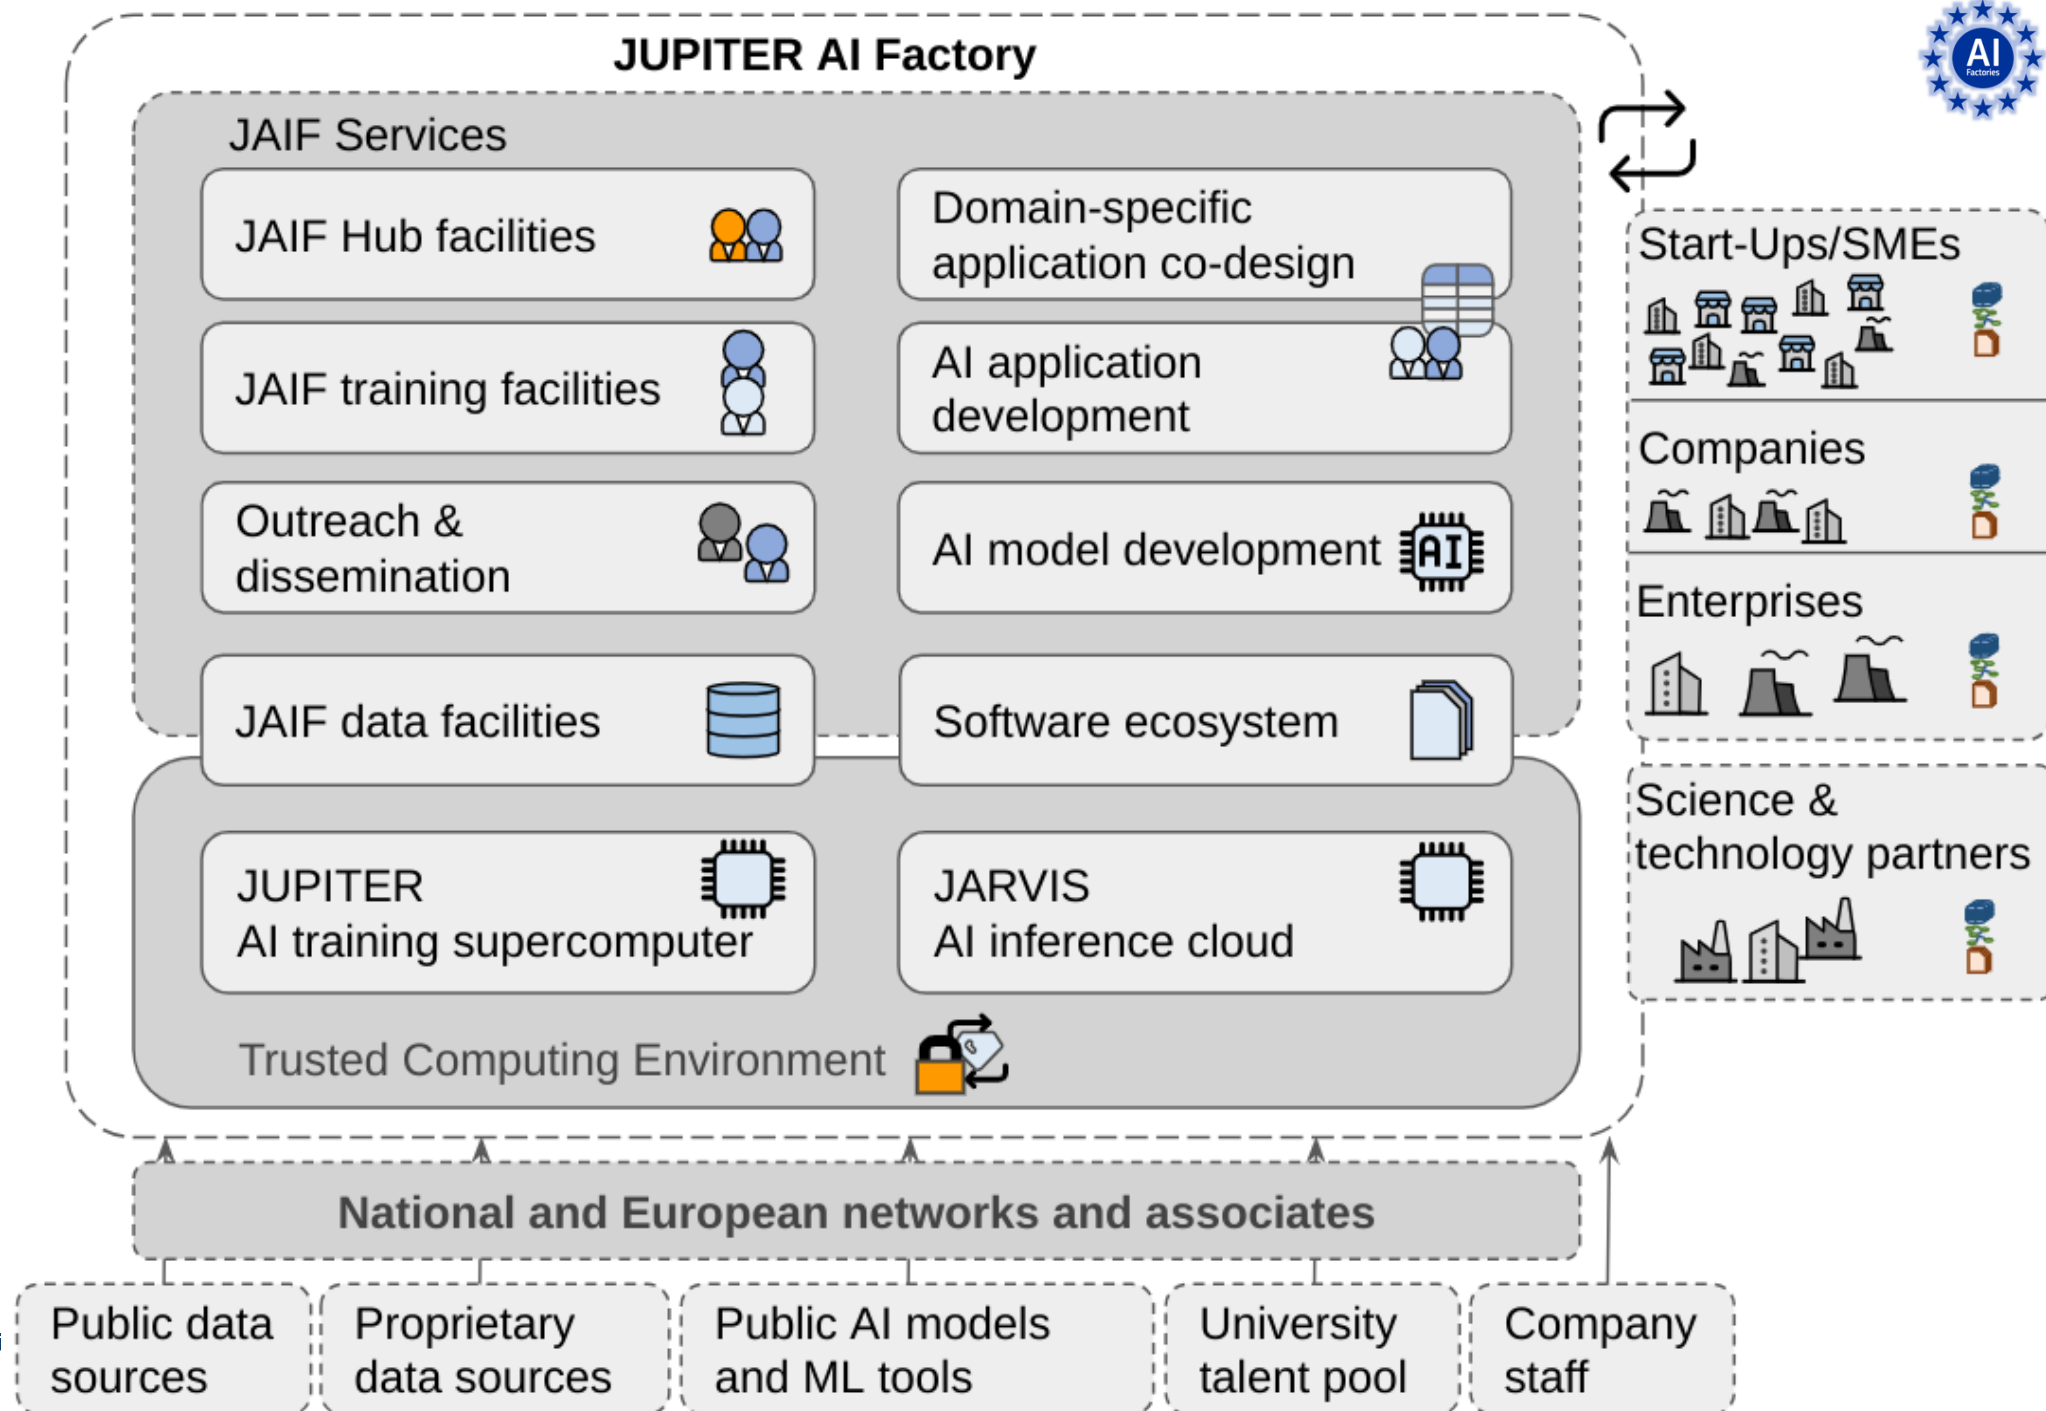 JUPITER AI Factory
AI
Factories
JAIF Services
JAIF Hub facilities
Domain-specific
application co-design
JAIF training facilities
AI application
development
Outreach &
dissemination
AI model development
AI
JAIF data facilities
Software ecosystem
JUPITER
AI training supercomputer
JARVIS
AI inference cloud
Trusted Computing Environment
Start-Ups/SMEs
Companies
Enterprises
Science &
technology partners
National and European networks and associates
Public data
sources
Proprietary
data sources
Public AI models
and ML tools
University
talent pool
Company
staff